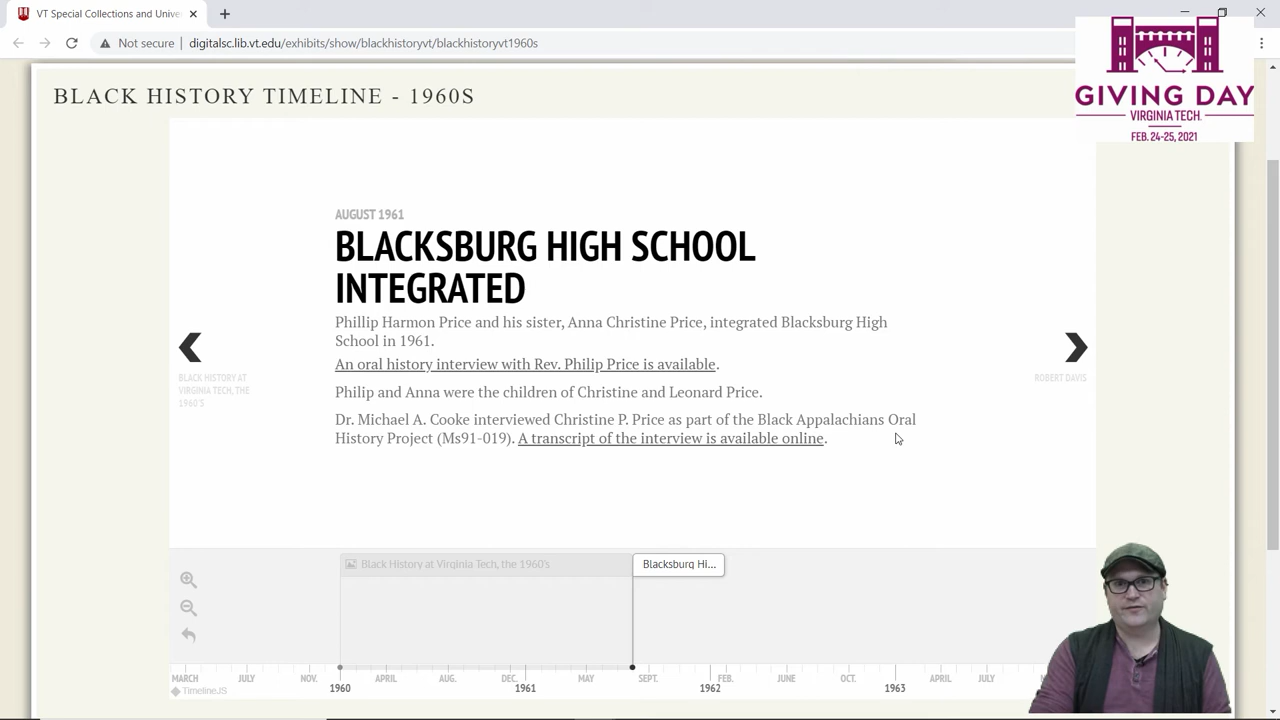 VT Special Collections and Univer
Not secure
digitalsc.lib.vt.edu/exhibits/show/blackhistoryvt/blackhistoryvt1960s
GIVING DAY
VIRGINIA TECH.
FEB. 24-25, 2021
BLACK HISTORY TIMELINE - 1960S
AUGUST 1961
BLACKSBURG HIGH SCHOOL
INTEGRATED
Phillip Harmon Price and his sister, Anna Christine Price, integrated Blacksburg High
School in 1961.
An oral history interview with Rev. Philip Price is available.
Philip and Anna were the children of Christine and Leonard Price.
Dr. Michael A. Cooke interviewed Christine P. Price as part of the Black Appalachians Oral
History Project (Ms91-019). A transcript of the interview is available online.
BLACK HISTORY AT
VIRGINIA TECH, THE
1960'S
ROBERT DAVIS
Black History at Virginia Tech, the 1960's
Blacksburg Hi...
MARCH JULY NOV. APRIL AUG. DEC. MAY SEPT. FEB. JUNE OCT. APRIL JULY
1960 1961 1962 1963
TimelineJS